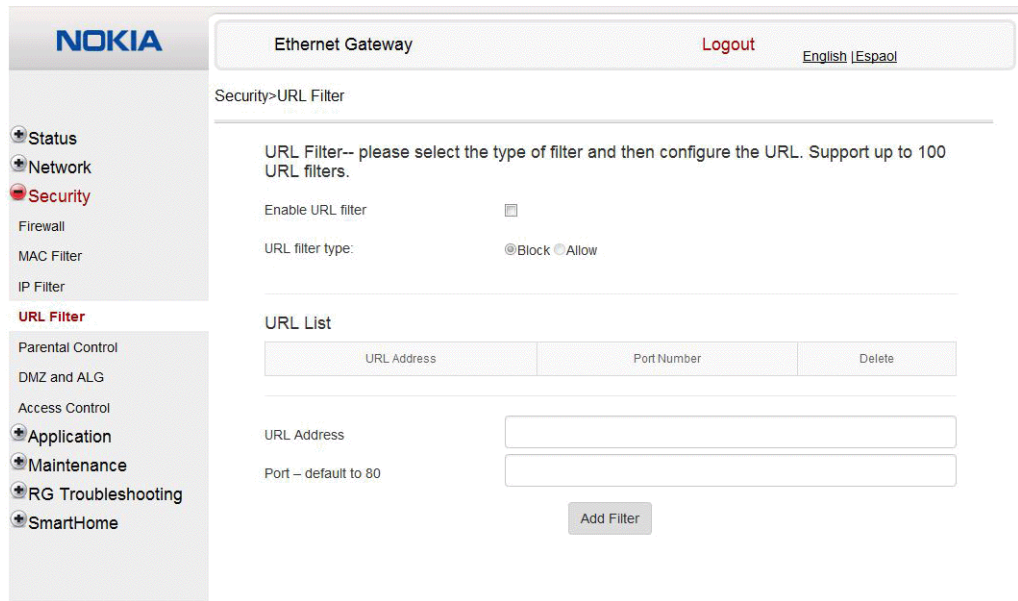 NOKIA
Ethernet Gateway
Logout
English |Espaol
Security>URL Filter
Status
Network
Security
Firewall
MAC Filter
IP Filter
URL Filter
Parental Control
DMZ and ALG
Access Control
Application
Maintenance
RG Troubleshooting
SmartHome
URL Filter-- please select the type of filter and then configure the URL. Support up to 100
URL filters.
Enable URL filter
URL filter type:
Block Allow
URL List
URL Address Port Number Delete
URL Address
Port – default to 80
Add Filter